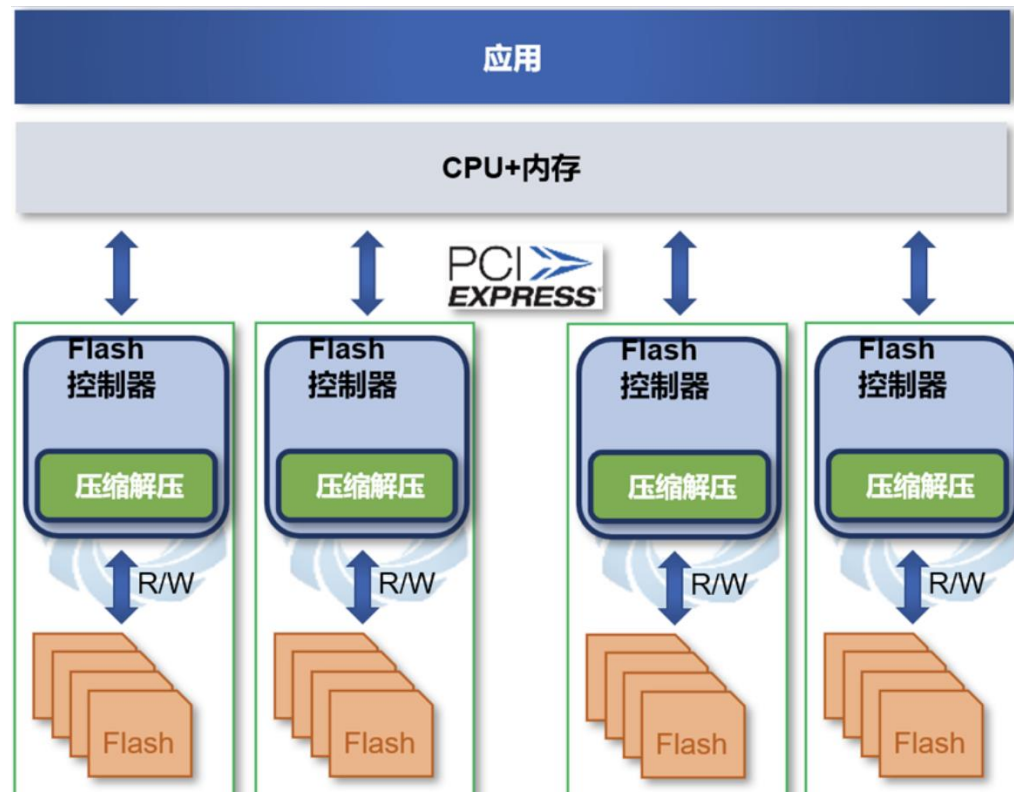 应用
CPU+内存
PCI
EXPRESS®
Flash
控制器
压缩解压
R/W
Flash
Flash
控制器
压缩解压
R/W
Flash
Flash
控制器
压缩解压
R/W
Flash
Flash
控制器
压缩解压
R/W
Flash